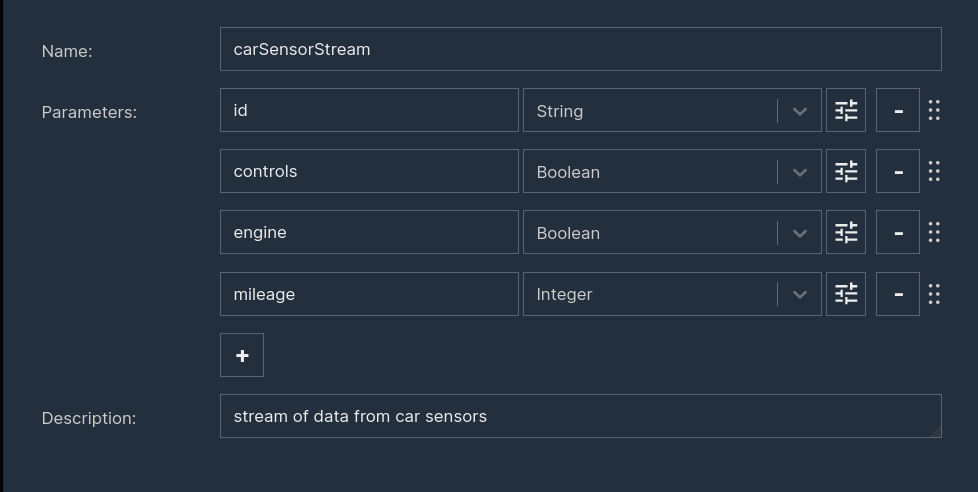 Name: carSensorStream
Parameters: id String -
controls Boolean -
engine Boolean -
mileage Integer -
+
Description: stream of data from car sensors